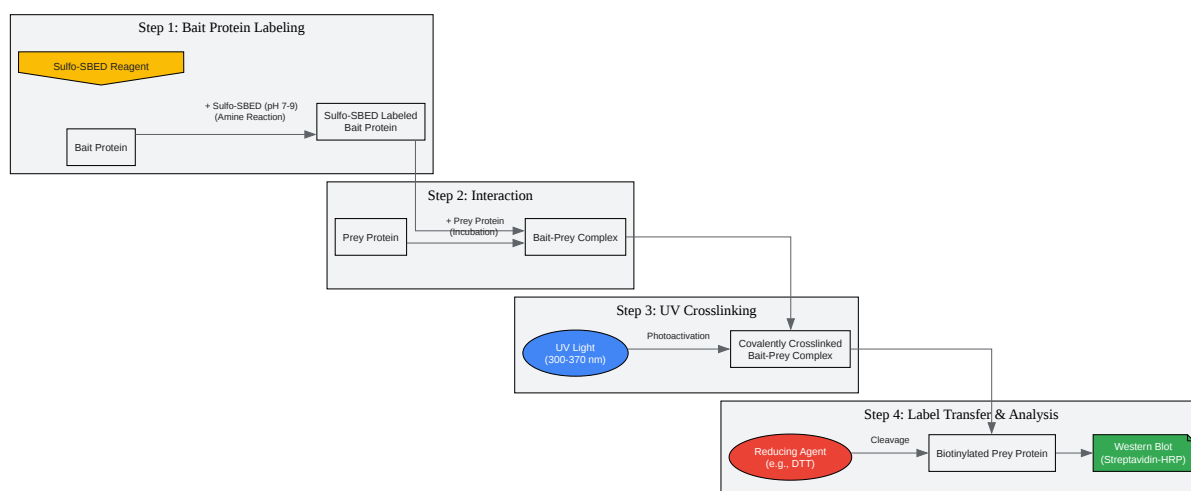 Step 1: Bait Protein Labeling
Sulfo-SBED Reagent
+ Sulfo-SBED (pH 7-9)
(Amine Reaction)
Sulfo-SBED Labeled
Bait Protein
Bait Protein
Step 2: Interaction
Prey Protein
+ Prey Protein
(Incubation)
Bait-Prey Complex
Step 3: UV Crosslinking
UV Light
(300-370 nm)
Photoactivation
Covalently Crosslinked
Bait-Prey Complex
Step 4: Label Transfer & Analysis
Reducing Agent
(e.g., DTT)
Cleavage
Biotinylated Prey Protein
Western Blot
(Streptavidin-HRP)